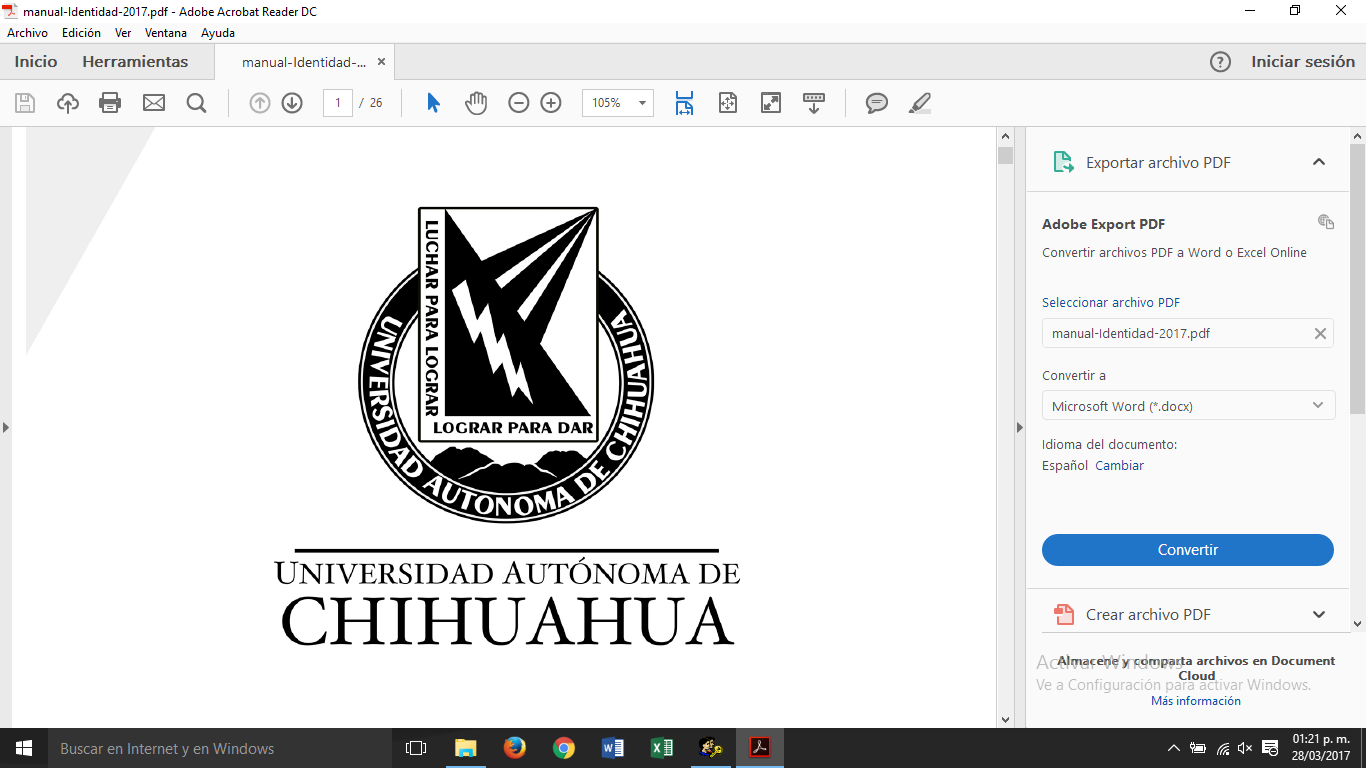 manual-Identidad-2017.pdf - Adobe Acrobat Reader DC
Archivo Edición Ver Ventana Ayuda
Inicio Herramientas manual-Identidad-... × Iniciar sesión
1 / 26 105%
LUCHAR PARA LOGRAR
LOGRAR PARA DAR
UNIVERSIDAD AUTONOMA DE CHIHUAHUA
UNIVERSIDAD AUTÓNOMA DE
CHIHUAHUA
Exportar archivo PDF
Adobe Export PDF
Convertir archivos PDF a Word o Excel Online
Seleccionar archivo PDF
manual-Identidad-2017.pdf
Convertir a
Microsoft Word (*.docx)
Idioma del documento:
Español Cambiar
Convertir
Crear archivo PDF
Almacene y comparta archivos en Document
Cloud
Más información
Activar Windows
Ve a Configuración para activar Windows.
Buscar en Internet y en Windows
01:21 p. m.
28/03/2017